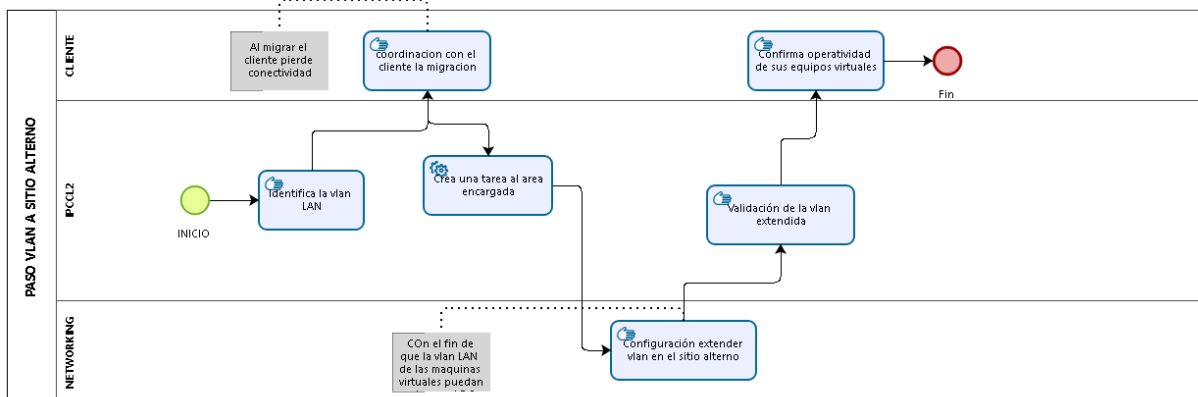 PASO VLAN A SITIO ALTERNO
CLIENTE
Al migrar el
cliente pierde
conectividad
coordinacion con el
cliente la migracion
Confirma operatividad
de sus equipos virtuales
Fin
IPCCL2
INICIO
Identifica la vlan
LAN
Crea una tarea al area
encargada
Validación de la vlan
extendida
NETWORKING
COn el fin de
que la vlan LAN
de las maquinas
virtuales puedan
Configuración extender
vlan en el sitio alterno